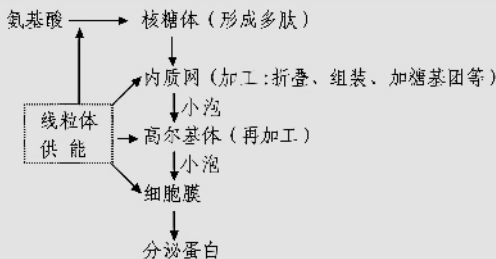 氨基酸 核糖体(形成多肽)
内质网(加工:折叠、组装、加糖基团等)
小泡
线粒体
供能
高尔基体(再加工)
小泡
细胞膜
分泌蛋白